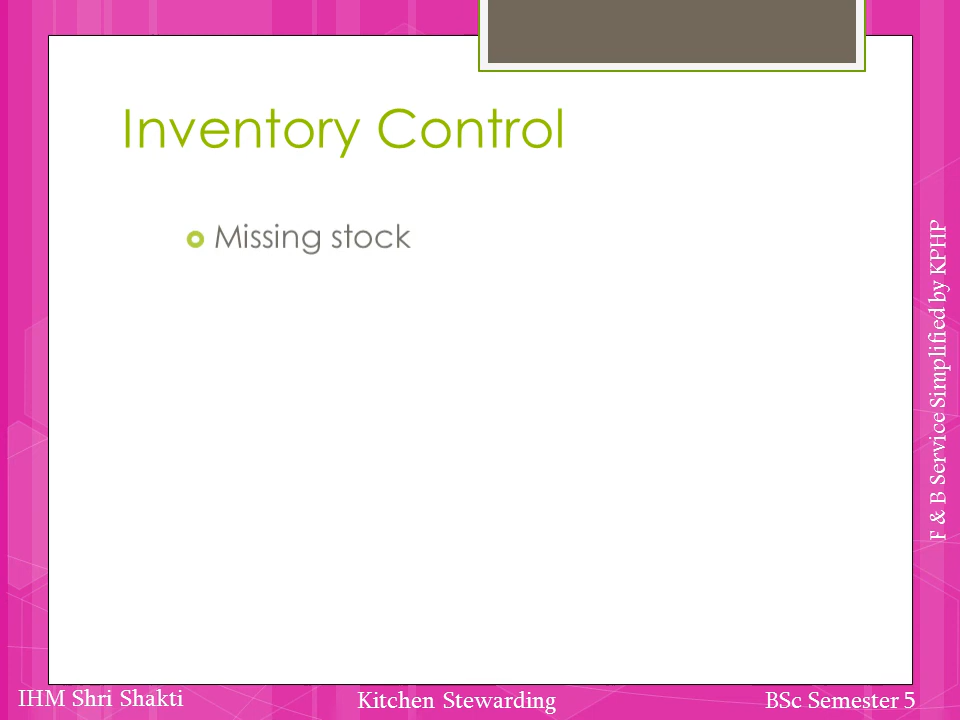 Inventory Control
Missing stock
F & B Service Simplified by KPHP
IHM Shri Shakti
Kitchen Stewarding
BSc Semester 5